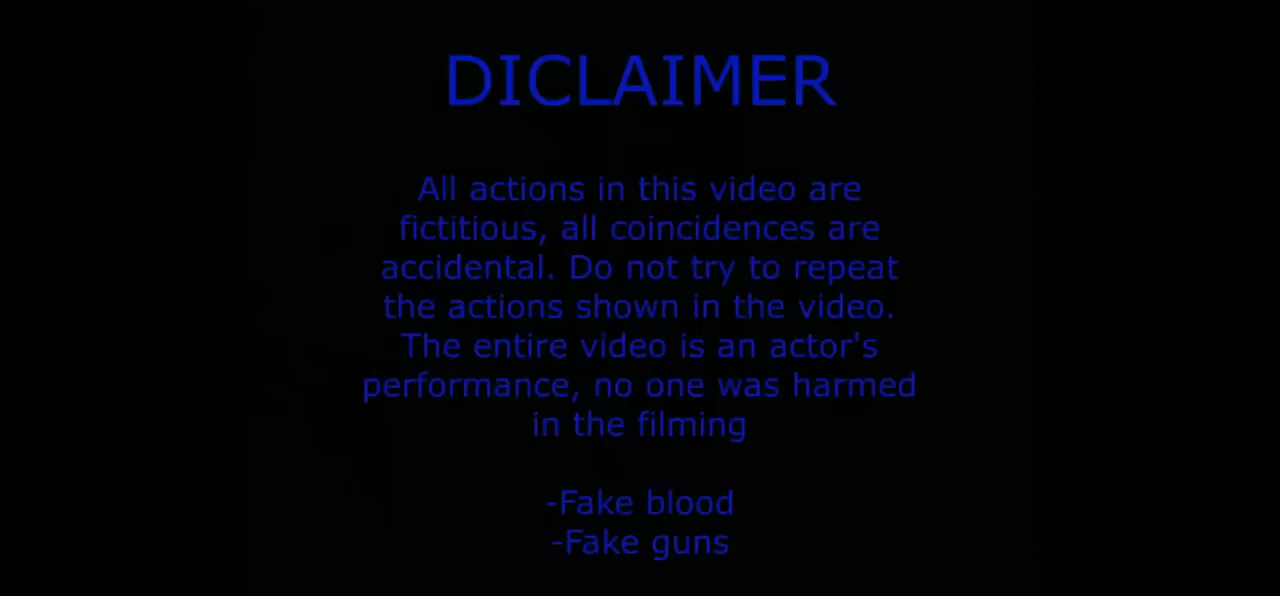 DICLAIMER
All actions in this video are
fictitious, all coincidences are
accidental. Do not try to repeat
the actions shown in the video.
The entire video is an actor's
performance, no one was harmed
in the filming
-Fake blood
-Fake guns